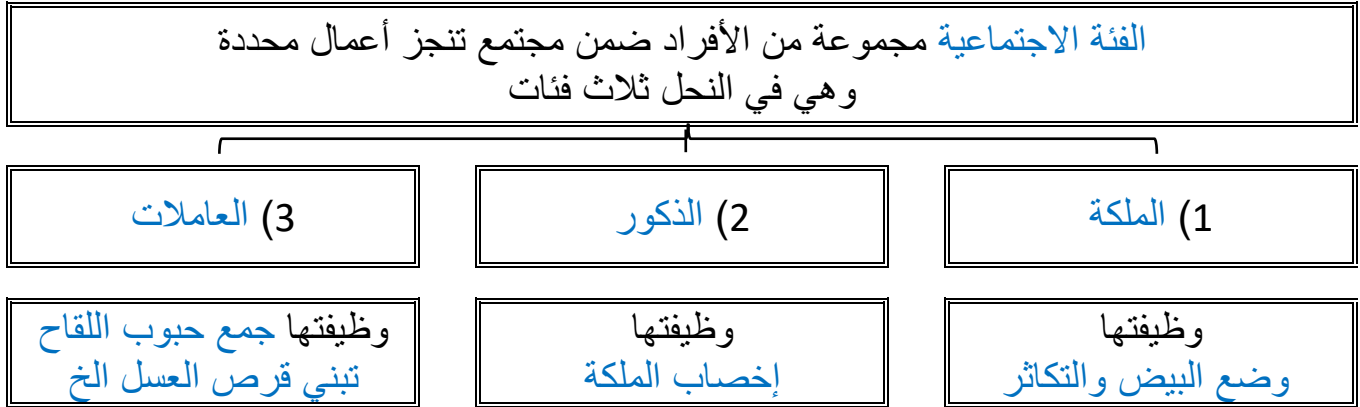 الفئة الاجتماعية مجموعة من الأفراد ضمن مجتمع تنجز أعمال محددة
وهي في النحل ثلاث فئات
1) الملكة
2) الذكور
3) العاملات
وظيفتها
وضع البيض والتكاثر
وظيفتها
إخصاب الملكة
وظيفتها جمع حبوب اللقاح
تبني قرص العسل الخ